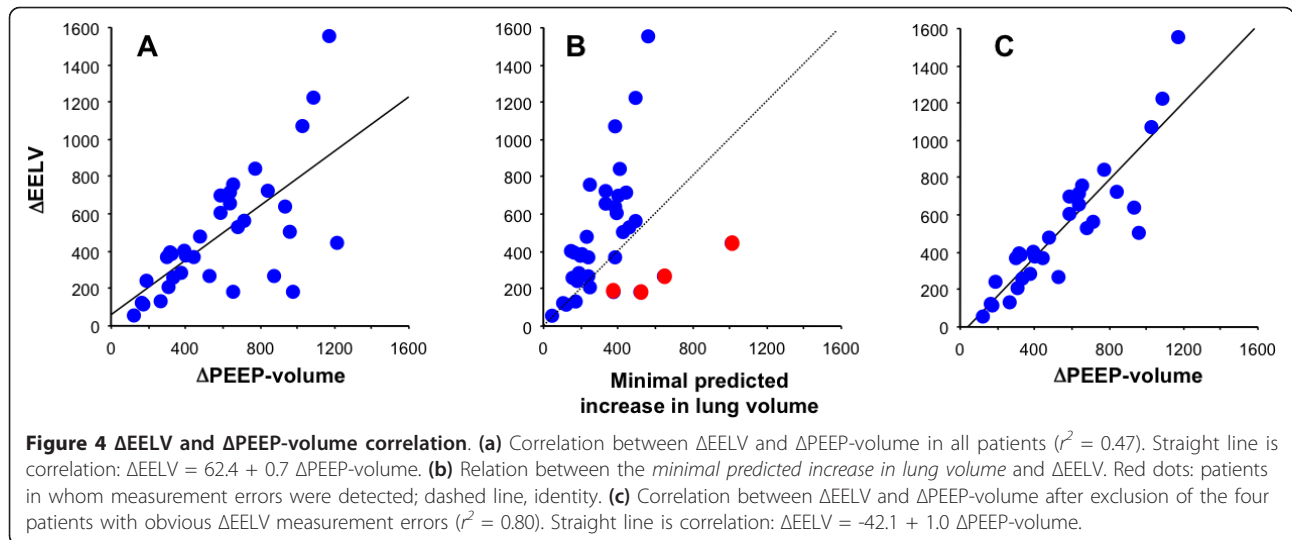 A
B
C
ΔEELV
1600
1400
1200
1000
800
600
400
200
0
0 400 800 1200 1600
ΔPEEP-volume
1600
1400
1200
1000
800
600
400
200
0
0 400 800 1200 1600
Minimal predicted
increase in lung volume
1600
1400
1200
1000
800
600
400
200
0
0 400 800 1200 1600
ΔPEEP-volume
Figure 4 ΔEELV and ΔPEEP-volume correlation. (a) Correlation between ΔEELV and ΔPEEP-volume in all patients (r² = 0.47). Straight line is
correlation: ΔEELV = 62.4 + 0.7 ΔPEEP-volume. (b) Relation between the minimal predicted increase in lung volume and ΔEELV. Red dots: patients
in whom measurement errors were detected; dashed line, identity. (c) Correlation between ΔEELV and ΔPEEP-volume after exclusion of the four
patients with obvious ΔEELV measurement errors (r² = 0.80). Straight line is correlation: ΔEELV = -42.1 + 1.0 ΔPEEP-volume.